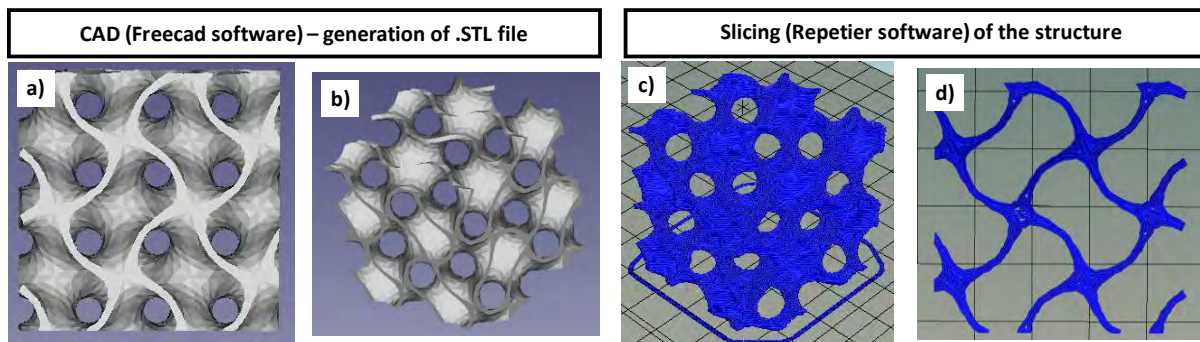 CAD (Freecad software) – generation of .STL file
Slicing (Repetier software) of the structure
a)
b)
c)
d)